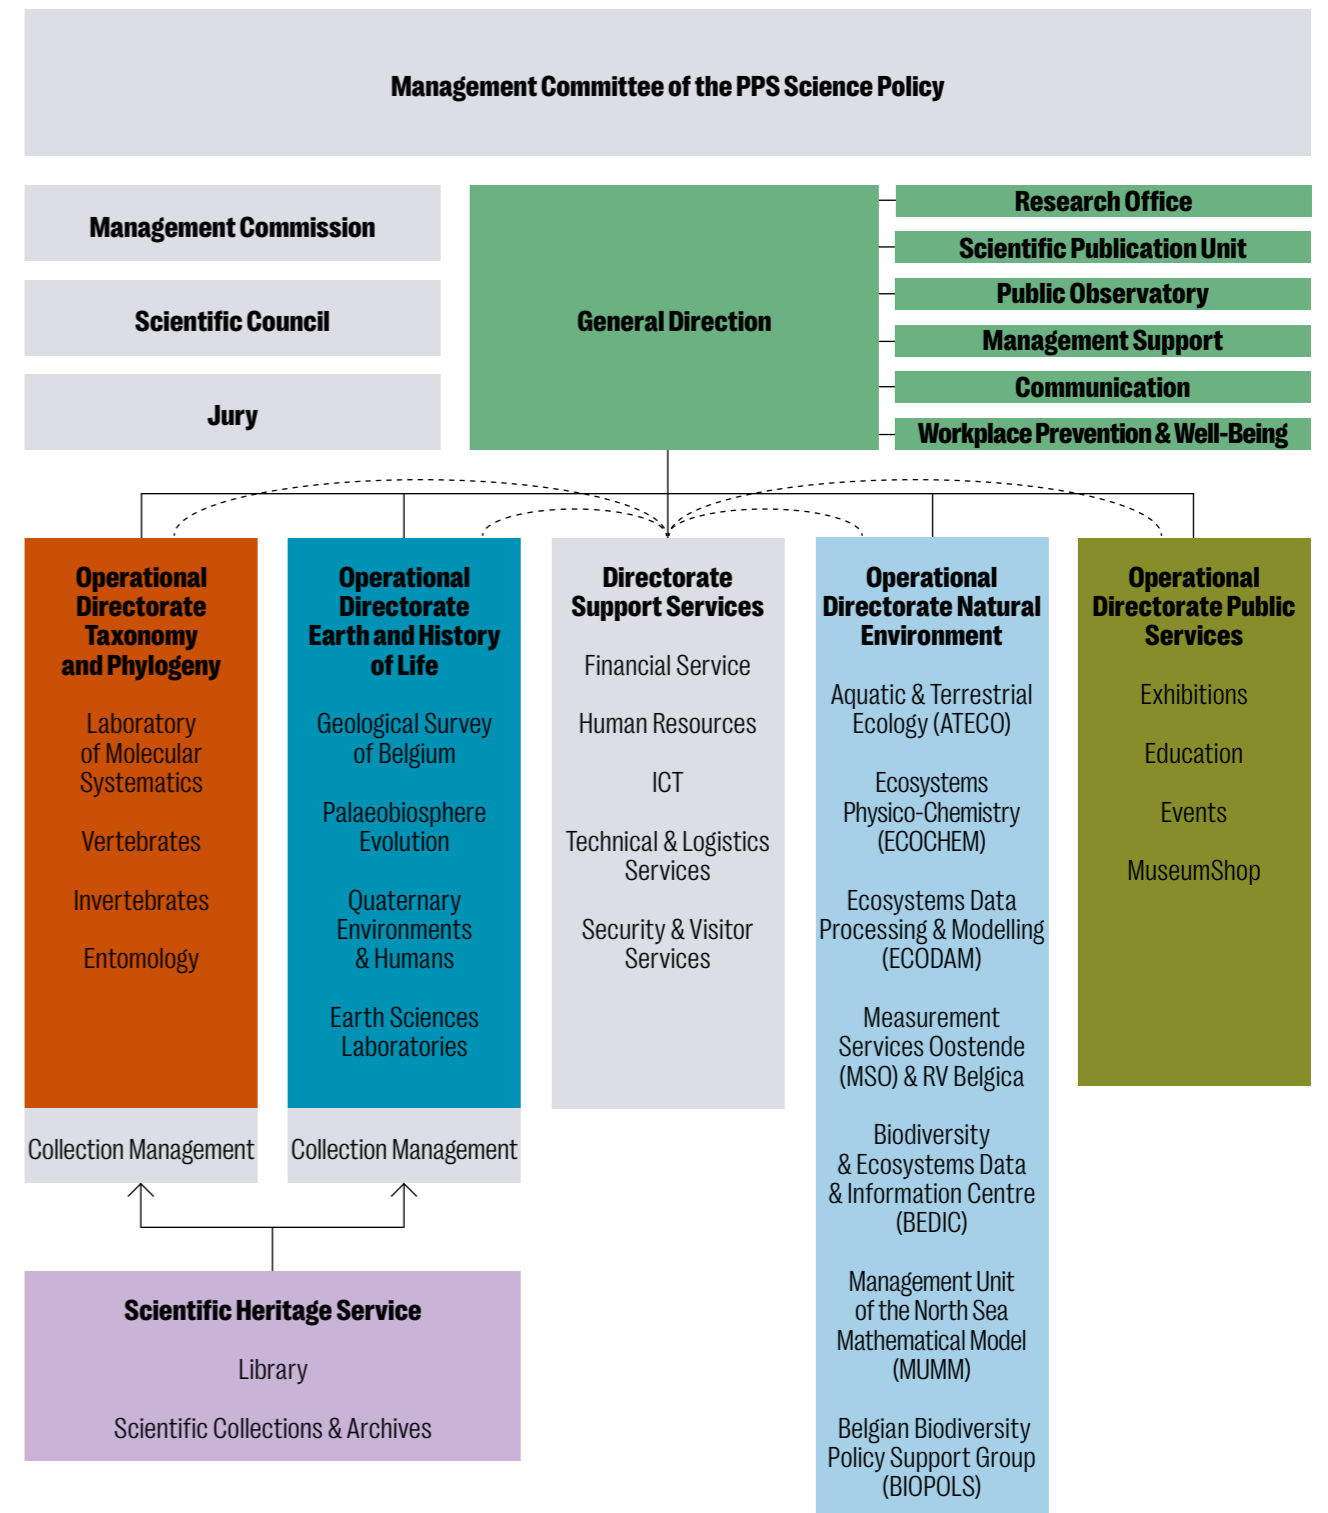 Management Committee of the PPS Science Policy
Management Commission
Scientific Council
Jury
General Direction
Research Office
Scientific Publication Unit
Public Observatory
Management Support
Communication
Workplace Prevention & Well-Being
Operational
Directorate
Taxonomy
and Phylogeny
Laboratory
of Molecular
Systematics
Vertebrates
Invertebrates
Entomology
Collection Management
Operational
Directorate
Earth and History
of Life
Geological Survey
of Belgium
Palaeobiosphere
Evolution
Quaternary
Environments
& Humans
Earth Sciences
Laboratories
Collection Management
Directorate
Support Services
Financial Service
Human Resources
ICT
Technical & Logistics
Services
Security & Visitor
Services
Operational
Directorate Natural
Environment
Aquatic & Terrestrial
Ecology (ATECO)
Ecosystems
Physico-Chemistry
(ECOCHEM)
Ecosystems Data
Processing & Modelling
(ECODAM)
Measurement
Services Oostende
(MSO) & RV Belgica
Biodiversity
& Ecosystems Data
& Information Centre
(BEDIC)
Management Unit
of the North Sea
Mathematical Model
(MUMM)
Belgian Biodiversity
Policy Support Group
(BIOPOLS)
Operational
Directorate Public
Services
Exhibitions
Education
Events
MuseumShop
Scientific Heritage Service
Library
Scientific Collections & Archives